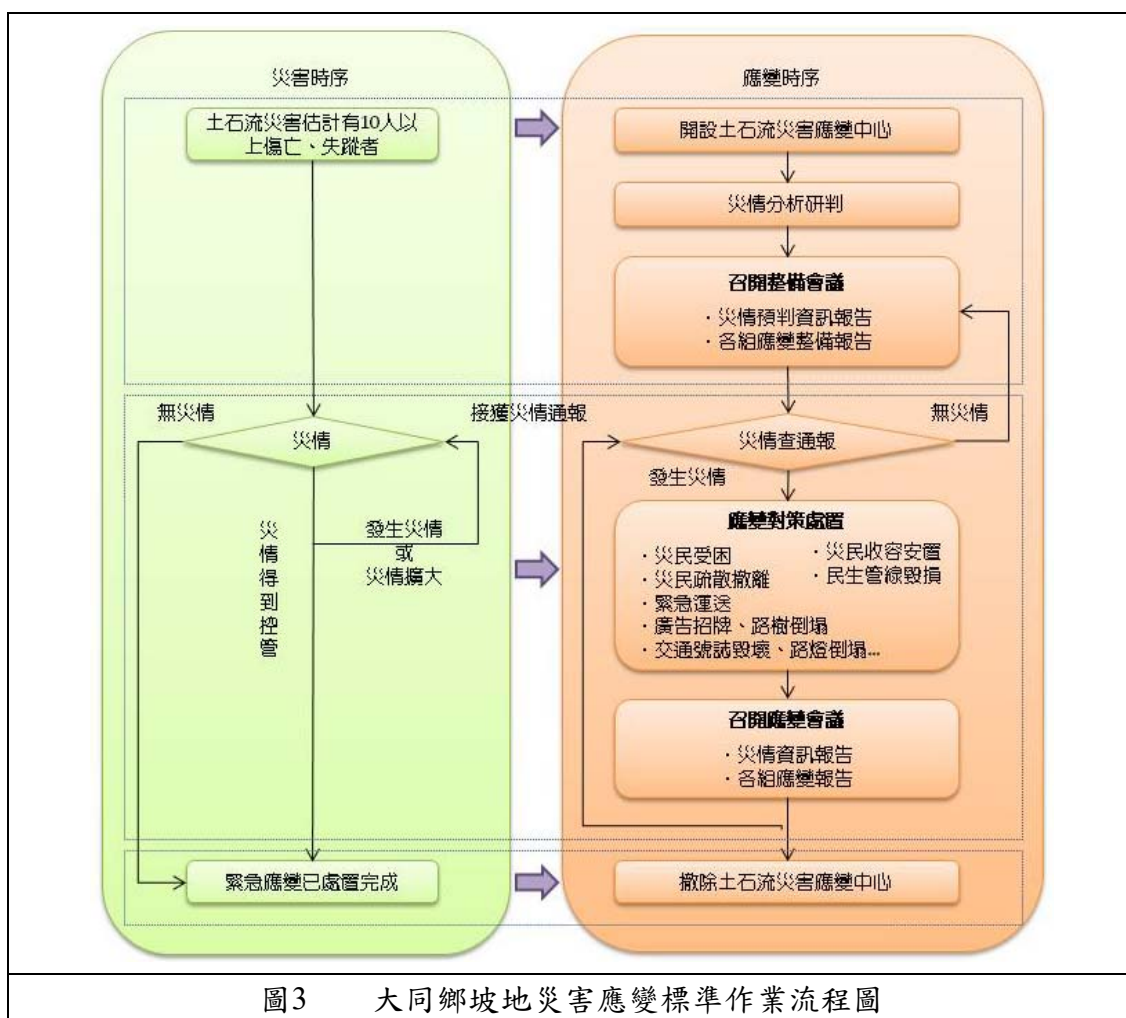 災害時序
土石流災害估計有10人以
上傷亡、失蹤者
無災情
災情
接獲災情通報
災情得到控管
發生災情
或
災情擴大
緊急應變已處置完成
應變時序
開設土石流災害應變中心
災情分析研判
召開整備會議
·災情預判資訊報告
·各組應變整備報告
災情查通報
無災情
發生災情
應變對策處置
·災民受困
·災民收容安置
·災民疏散撤離
·民生管線毀損
·緊急運送
·廣告招牌、路樹倒塌
·交通號誌毀壞、路燈倒塌...
召開應變會議
·災情資訊報告
·各組應變報告
撤除土石流災害應變中心
圖3 大同鄉坡地災害應變標準作業流程圖